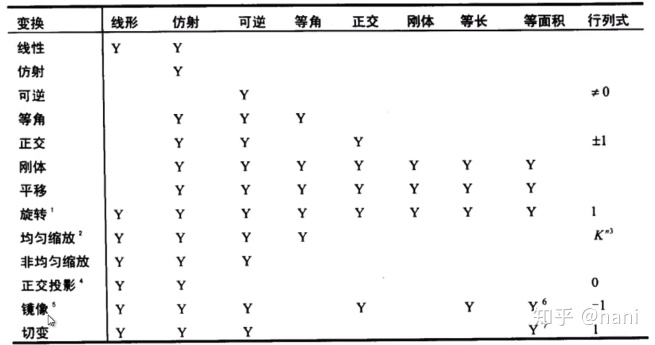 变换 线形 仿射 可逆 等角 正交 刚体 等长 等面积 行列式
线性 Y Y
仿射 Y
可逆 Y ≠0
等角 Y Y Y
正交 Y Y Y ±1
刚体 Y Y Y Y Y Y Y
平移 Y Y Y Y Y Y Y
旋转¹ Y Y Y Y Y Y Y Y 1
均匀缩放² Y Y Y Y Kⁿ³
非均匀缩放 Y Y Y
正交投影⁴ Y Y 0
镜像⁵ Y Y Y Y Y Y⁶ -1
切变 Y Y Y Y 1
知乎 @nani